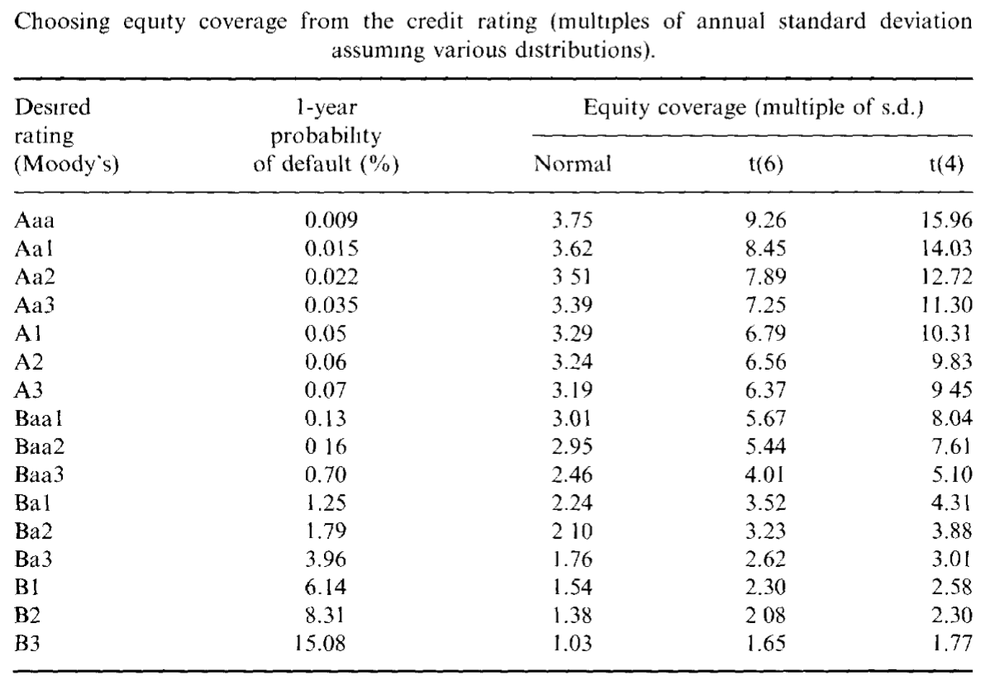 Choosing equity coverage from the credit rating (multiples of annual standard deviation
assuming various distributions).
Desired 1-year Equity coverage (multiple of s.d.)
rating probability
(Moody's) of default (%) Normal t(6) t(4)
Aaa 0.009 3.75 9.26 15.96
Aa1 0.015 3.62 8.45 14.03
Aa2 0.022 3 51 7.89 12.72
Aa3 0.035 3.39 7.25 11.30
A1 0.05 3.29 6.79 10.31
A2 0.06 3.24 6.56 9.83
A3 0.07 3.19 6.37 9 45
Baa1 0.13 3.01 5.67 8.04
Baa2 0 16 2.95 5.44 7.61
Baa3 0.70 2.46 4.01 5.10
Ba1 1.25 2.24 3.52 4.31
Ba2 1.79 2 10 3.23 3.88
Ba3 3.96 1.76 2.62 3.01
B1 6.14 1.54 2.30 2.58
B2 8.31 1.38 2 08 2.30
B3 15.08 1.03 1.65 1.77